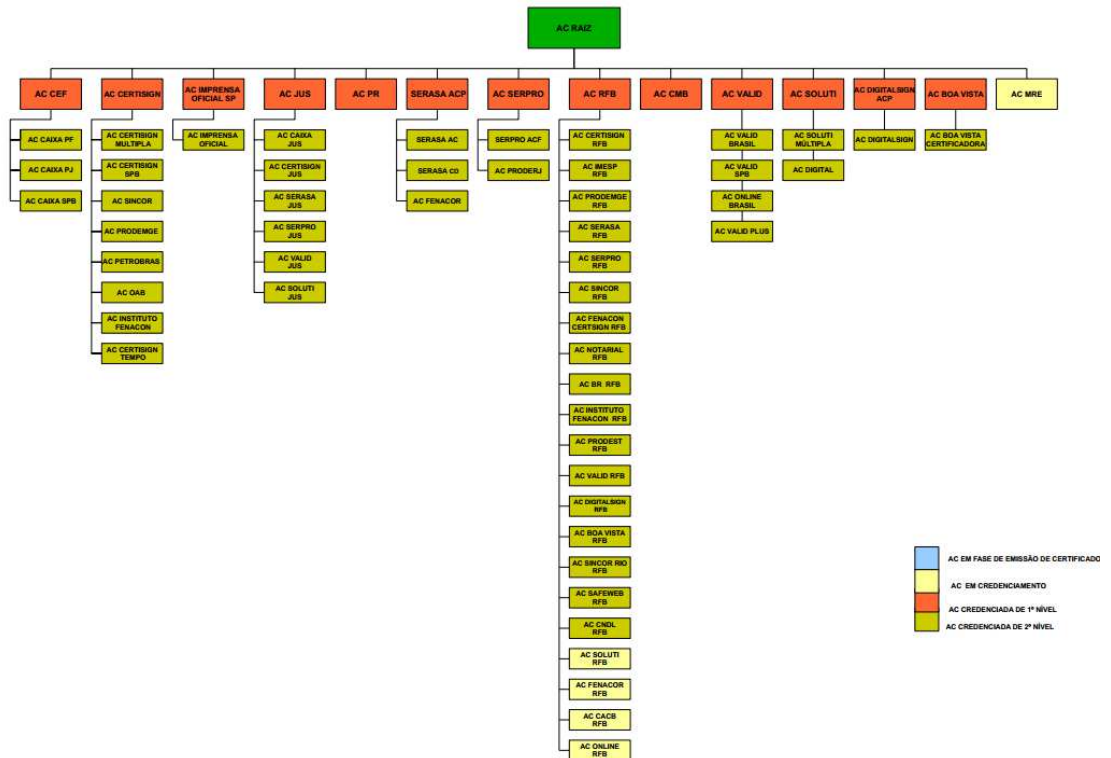 AC RAIZ
AC CEF
AC CERTISIGN
AC IMPRENSA
OFICIAL SP
AC JUS
AC PR
SERASA ACP
AC SERPRO
AC RFB
AC CMB
AC VALID
AC SOLUTI
AC DIGITALSIGN
ACP
AC BOA VISTA
AC MRE
AC CAIXA PF
AC CAIXA PJ
AC CAIXA SPB
AC CERTISIGN
MULTIPLA
AC CERTISIGN
SPB
AC SINCOR
AC PRODEMGE
AC PETROBRAS
AC OAB
AC INSTITUTO
FENACON
AC CERTISIGN
TEMPO
AC IMPRENSA
OFICIAL
AC CAIXA
JUS
AC CERTISIGN
JUS
AC SERASA
JUS
AC SERPRO
JUS
AC VALID
JUS
AC SOLUTI
JUS
SERASA AC
SERASA CD
AC FENACOR
SERPRO ACF
AC PRODERJ
AC CERTISIGN
RFB
AC IMESP
RFB
AC PRODEMGE
RFB
AC SERASA
RFB
AC SERPRO
RFB
AC SINCOR
RFB
AC FENACON
CERTSIGN RFB
AC NOTARIAL
RFB
AC BR RFB
AC INSTITUTO
FENACON RFB
AC PRODEST
RFB
AC VALID RFB
AC DIGITALSIGN
RFB
AC BOA VISTA
RFB
AC SINCOR RIO
RFB
AC SAFEWEB
RFB
AC CNDL
RFB
AC SOLUTI
RFB
AC FENACOR
RFB
AC CACB
RFB
AC ONLINE
RFB
AC VALID
BRASIL
AC VALID
SPB
AC ONLINE
BRASIL
AC VALID PLUS
AC SOLUTI
MÚLTIPLA
AC DIGITAL
AC DIGITALSIGN
AC BOA VISTA
CERTIFICADORA
AC EM FASE DE EMISSÃO DE CERTIFICADO
AC EM CREDENCIAMENTO
AC CREDENCIADA DE 1º NÍVEL
AC CREDENCIADA DE 2º NÍVEL